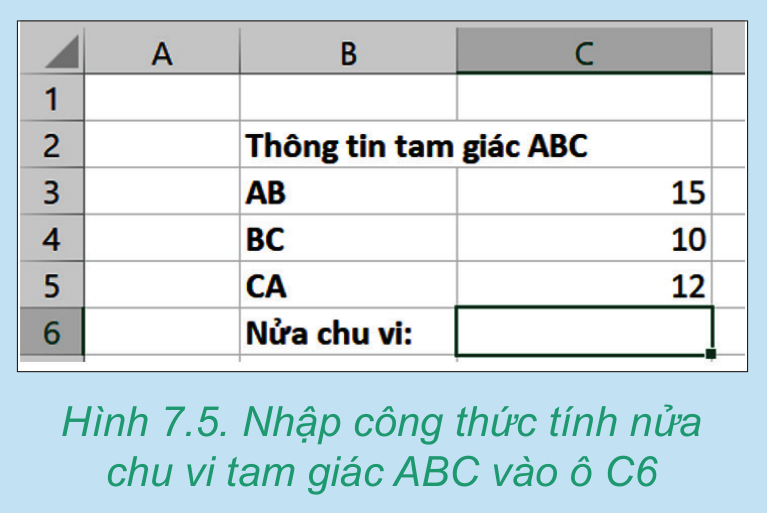 A B C
1
2 Thông tin tam giác ABC
3 AB 15
4 BC 10
5 CA 12
6 Nửa chu vi:
Hình 7.5. Nhập công thức tính nửa
chu vi tam giác ABC vào ô C6